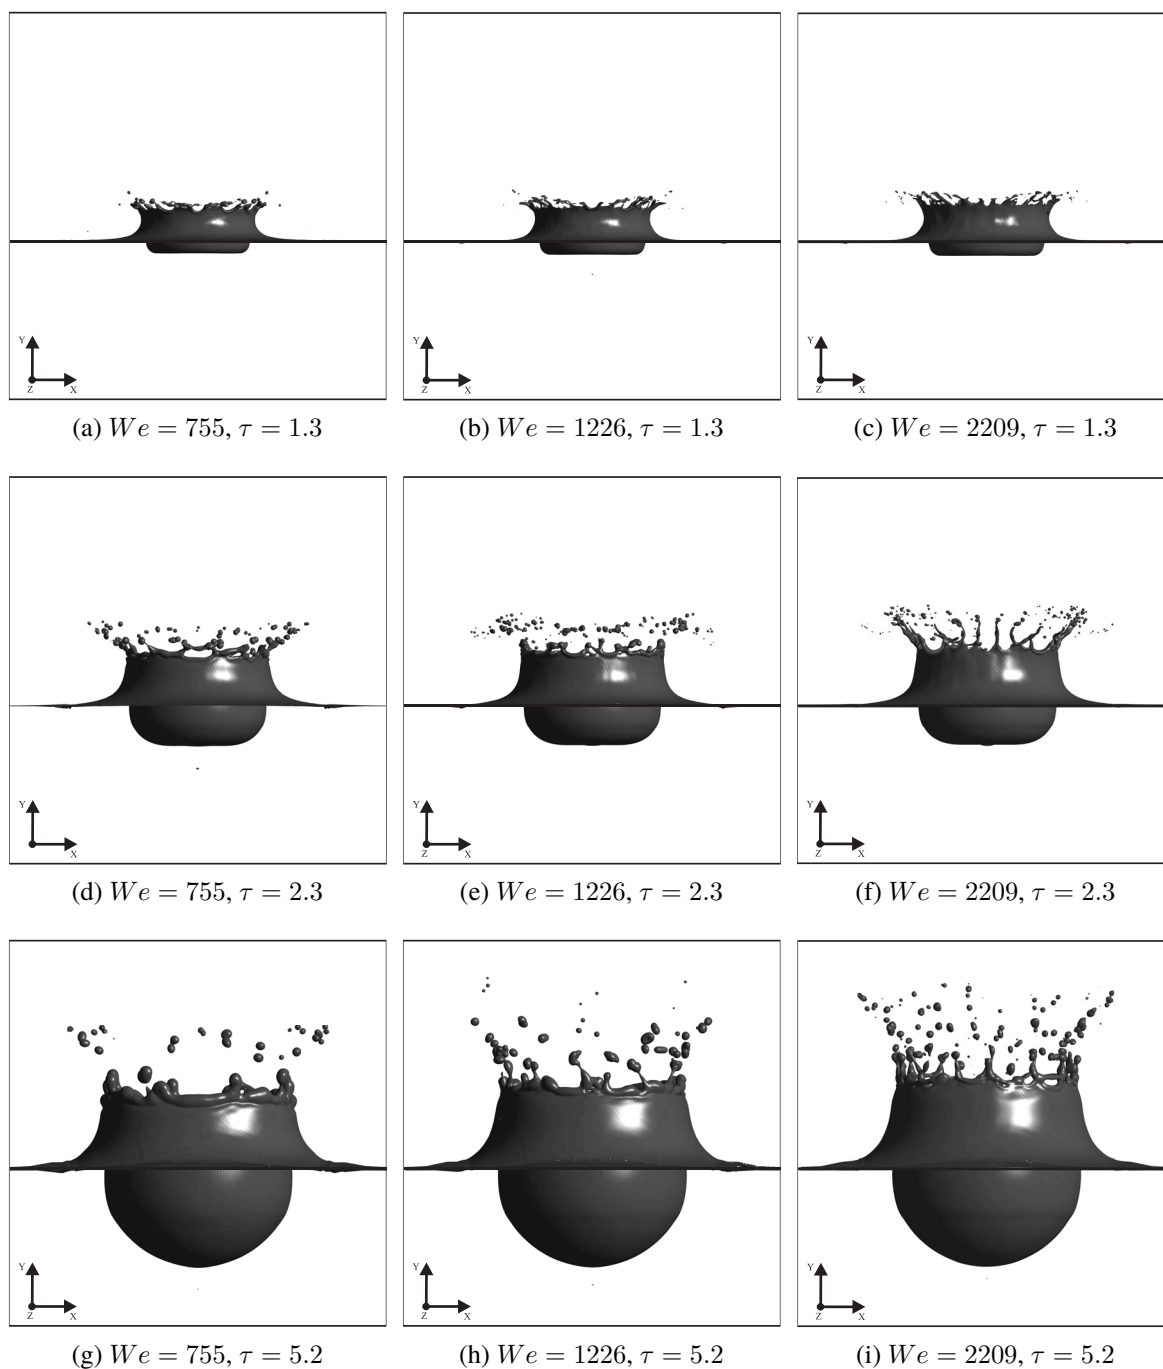 Y Y Y
Z X Z X Z X
(a) We = 755, τ = 1.3 (b) We = 1226, τ = 1.3 (c) We = 2209, τ = 1.3
Y Y Y
X Z X Z X
(d) We = 755, τ = 2.3 (e) We = 1226, τ = 2.3 (f) We = 2209, τ = 2.3
Y Y Y
Z X Z X Z X
(g) We = 755, τ = 5.2 (h) We = 1226, τ = 5.2 (i) We = 2209, τ = 5.2